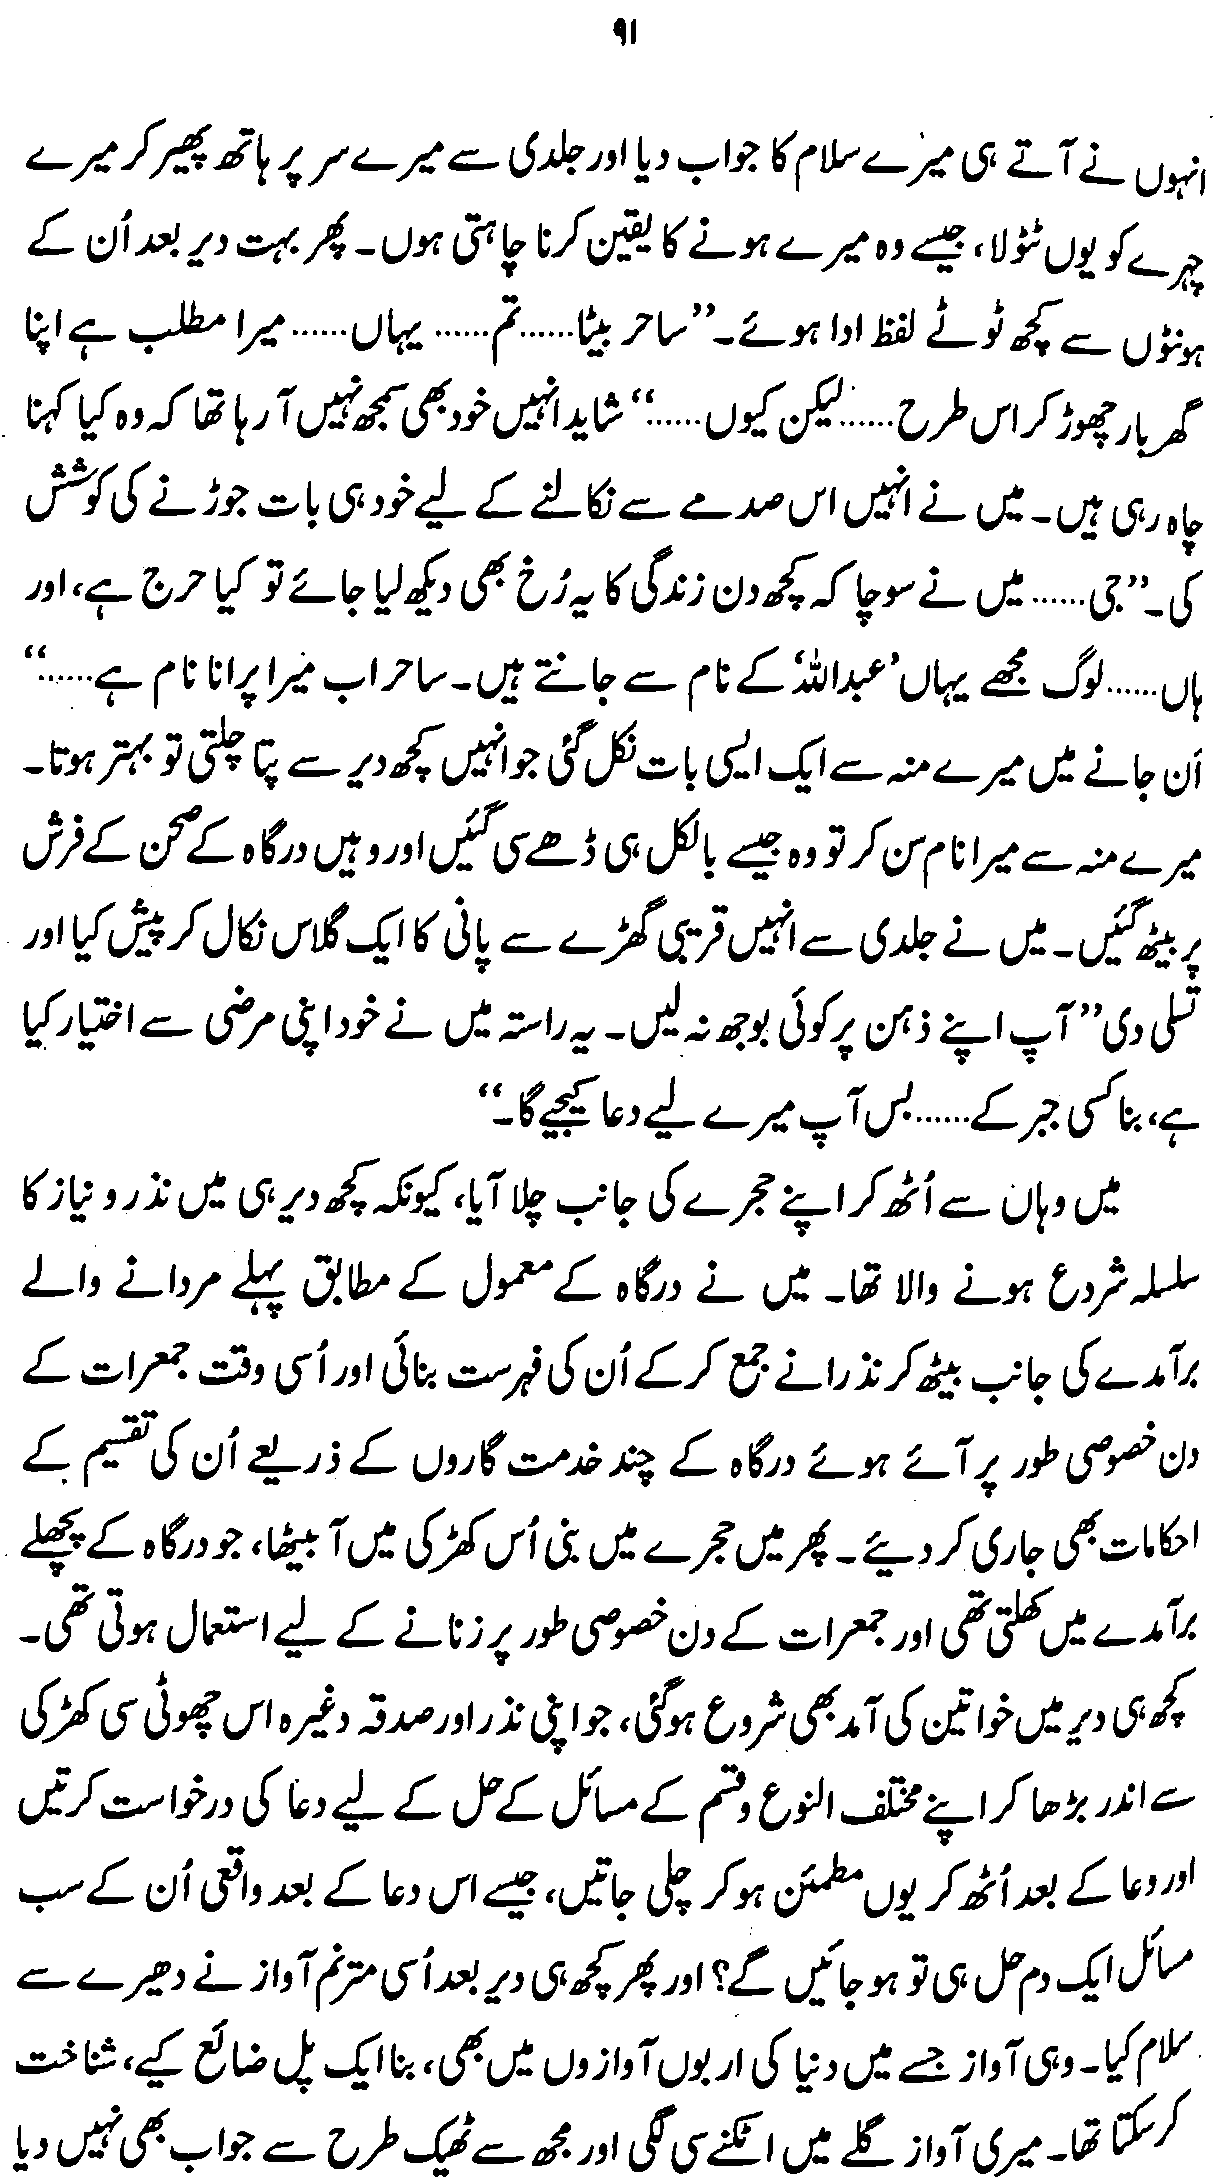 ۹۱
انہوں نے آتے ہی میرے سلام کا جواب دیا اور جلدی سے میرے سر پر ہاتھ پھیر کر میرے
چہرے کو یوں ٹٹولا، جیسے وہ میرے ہونے کا یقین کرنا چاہتی ہوں۔ پھر بہت دیر بعد اُن کے
ہونٹوں سے کچھ ٹوٹے لفظ ادا ہوئے۔ ”ساحر بیٹا...... تم...... یہاں...... میرا مطلب ہے اپنا
گھر بار چھوڑ کر اس طرح...... لیکن کیوں......“ شاید انہیں خود بھی سمجھ نہیں آ رہا تھا کہ وہ کیا کہنا
چاہ رہی ہیں۔ میں نے انہیں اس صدمے سے نکالنے کے لیے خود ہی بات جوڑنے کی کوشش
کی۔ ”جی...... میں نے سوچا کہ کچھ دن زندگی کا یہ رُخ بھی دیکھ لیا جائے تو کیا حرج ہے، اور
ہاں...... لوگ مجھے یہاں ’عبداللہ‘ کے نام سے جانتے ہیں۔ ساحر اب میرا پرانا نام ہے......“
اَن جانے میں میرے منہ سے ایک ایسی بات نکل گئی جو انہیں کچھ دیر سے پتا چلتی تو بہتر ہوتا۔
میرے منہ سے میرا نام سن کر تو وہ جیسے بالکل ہی ڈھے سی گئیں اور وہیں درگاہ کے صحن کے فرش
پر بیٹھ گئیں۔ میں نے جلدی سے انہیں قریبی گھڑے سے پانی کا ایک گلاس نکال کر پیش کیا اور
تسلی دی ”آپ اپنے ذہن پر کوئی بوجھ نہ لیں۔ یہ راستہ میں نے خود اپنی مرضی سے اختیار کیا
ہے، بنا کسی جبر کے...... بس آپ میرے لیے دعا کیجیے گا۔“
میں وہاں سے اُٹھ کر اپنے حجرے کی جانب چلا آیا، کیونکہ کچھ دیر ہی میں نذر و نیاز کا
سلسلہ شروع ہونے والا تھا۔ میں نے درگاہ کے معمول کے مطابق پہلے مردانے والے
برآمدے کی جانب بیٹھ کر نذرانے جمع کر کے اُن کی فہرست بنائی اور اُسی وقت جمعرات کے
دن خصوصی طور پر آئے ہوئے درگاہ کے چند خدمت گاروں کے ذریعے اُن کی تقسیم کے
احکامات بھی جاری کر دیئے۔ پھر میں حجرے میں بنی اُس کھڑکی میں آ بیٹھا، جو درگاہ کے پچھلے
برآمدے میں کھلتی تھی اور جمعرات کے دن خصوصی طور پر زنانے کے لیے استعمال ہوتی تھی۔
کچھ ہی دیر میں خواتین کی آمد بھی شروع ہو گئی، جو اپنی نذر اور صدقہ وغیرہ اس چھوٹی سی کھڑکی
سے اندر بڑھا کر اپنے مختلف النوع و قسم کے مسائل کے حل کے لیے دعا کی درخواست کرتیں
اور دعا کے بعد اُٹھ کر یوں مطمئن ہو کر چلی جاتیں، جیسے اس دعا کے بعد واقعی اُن کے سب
مسائل ایک دم حل ہی تو ہو جائیں گے؟ اور پھر کچھ ہی دیر بعد اُسی مترنم آواز نے دھیرے سے
سلام کیا۔ وہی آواز جسے میں دنیا کی اربوں آوازوں میں بھی، بنا ایک پل ضائع کیے، شناخت
کر سکتا تھا۔ میری آواز گلے میں اٹکنے سی لگی اور مجھ سے ٹھیک طرح سے جواب بھی نہیں دیا